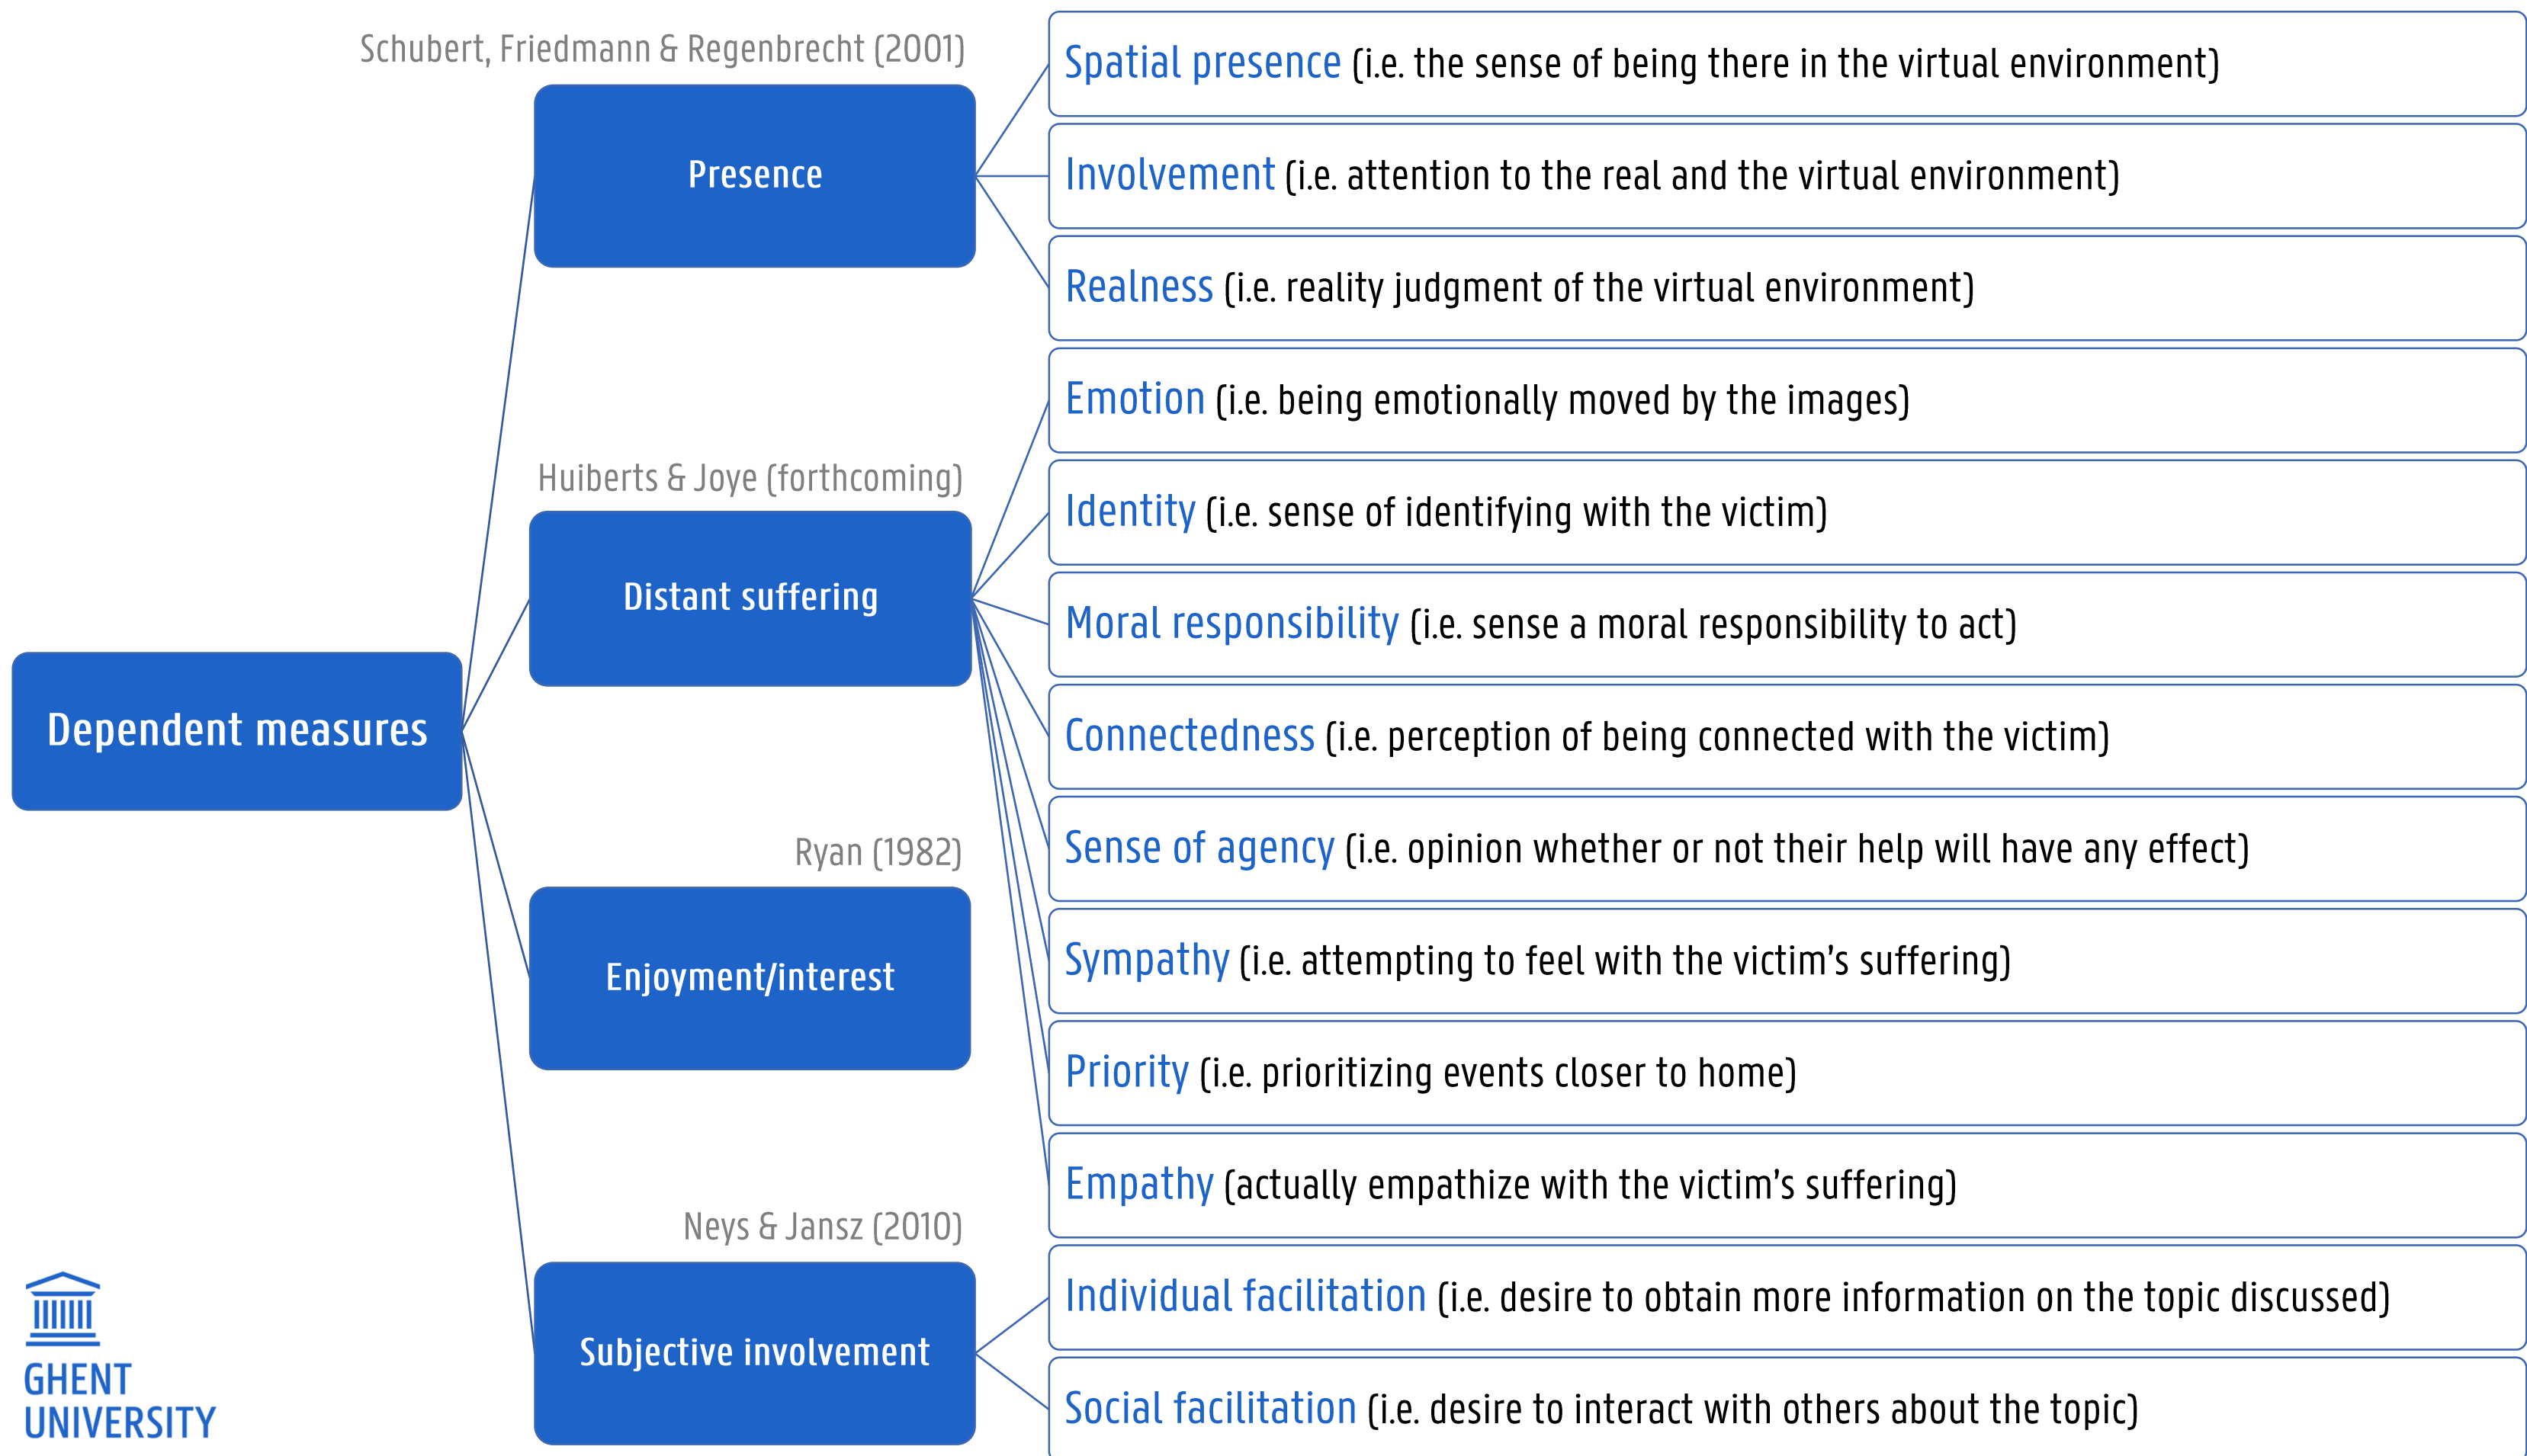 Schubert, Friedmann & Regenbrecht (2001)
Presence
Spatial presence (i.e. the sense of being there in the virtual environment)
Involvement (i.e. attention to the real and the virtual environment)
Realness (i.e. reality judgment of the virtual environment)
Huiberts & Joye (forthcoming)
Distant suffering
Emotion (i.e. being emotionally moved by the images)
Identity (i.e. sense of identifying with the victim)
Moral responsibility (i.e. sense a moral responsibility to act)
Connectedness (i.e. perception of being connected with the victim)
Sense of agency (i.e. opinion whether or not their help will have any effect)
Sympathy (i.e. attempting to feel with the victim's suffering)
Priority (i.e. prioritizing events closer to home)
Empathy (actually empathize with the victim's suffering)
Dependent measures
Ryan (1982)
Enjoyment/interest
Neys & Jansz (2010)
Subjective involvement
Individual facilitation (i.e. desire to obtain more information on the topic discussed)
Social facilitation (i.e. desire to interact with others about the topic)
GHENT
UNIVERSITY